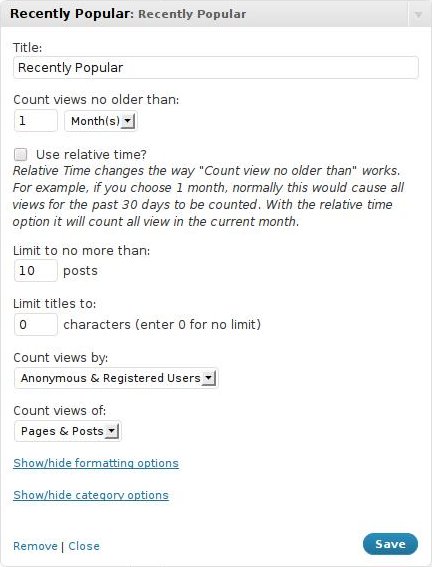 Recently Popular: Recently Popular
Title:
Recently Popular
Count views no older than:
1 Month(s)
Use relative time?
Relative Time changes the way "Count view no older than" works.
For example, if you choose 1 month, normally this would cause all
views for the past 30 days to be counted. With the relative time
option it will count all view in the current month.
Limit to no more than:
10 posts
Limit titles to:
0 characters (enter 0 for no limit)
Count views by:
Anonymous & Registered Users
Count views of:
Pages & Posts
Show/hide formatting options
Show/hide category options
Remove | Close Save